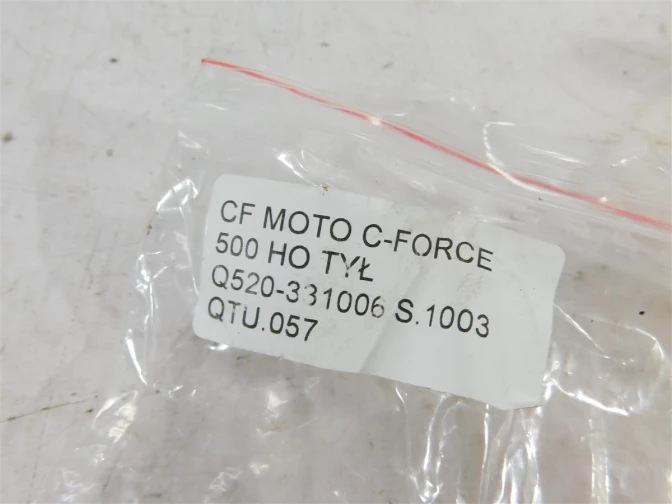 CF MOTO C-FORCE
500 HO TYŁ
Q520-331006 S.1003
QTU.057